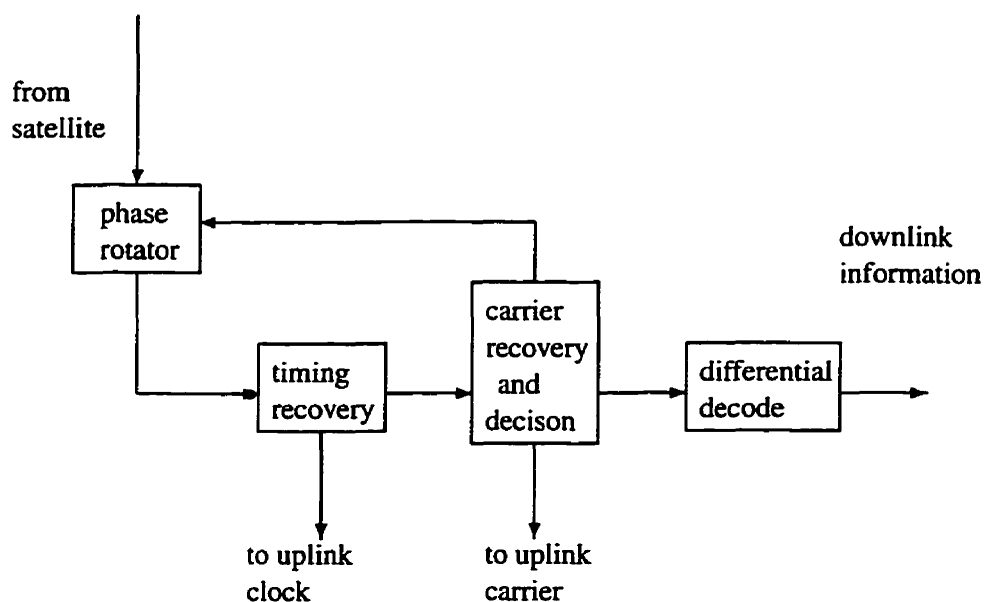 from
satellite
phase
rotator
downlink
information
carrier
recovery
and
decison
timing
recovery
differential
decode
to uplink
clock
to uplink
carrier